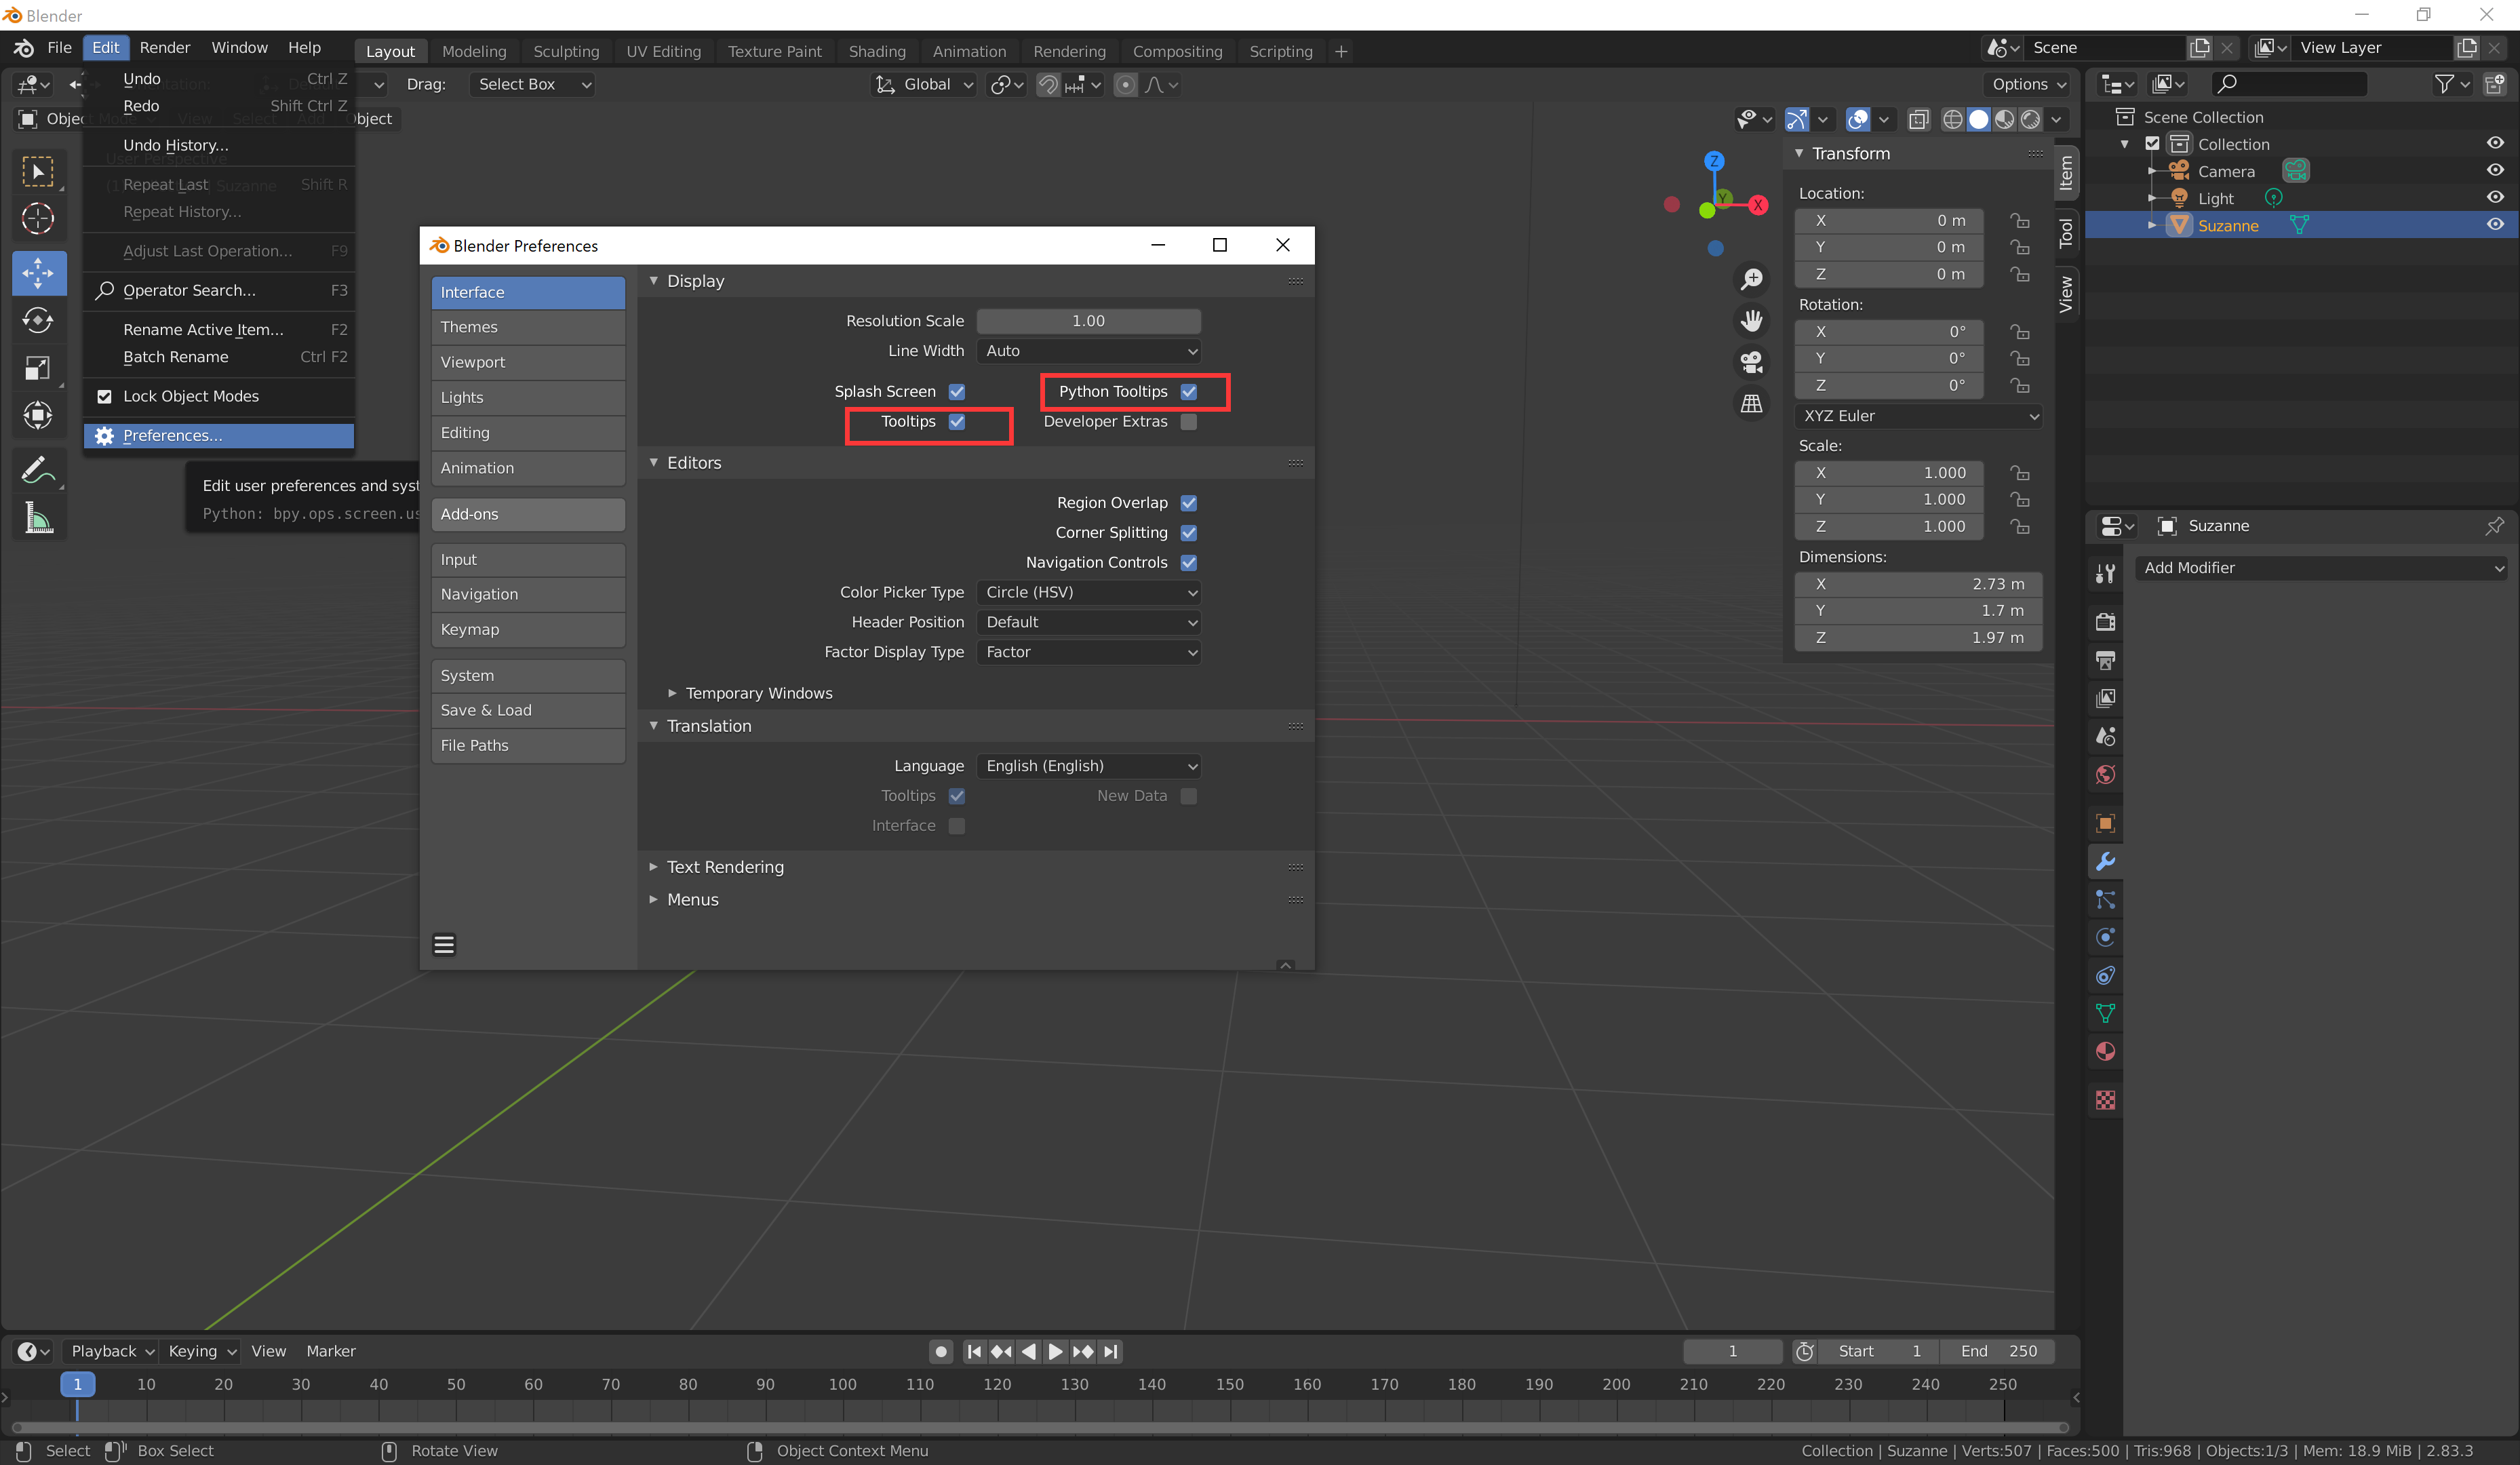 Blender
File Edit Render Window Help Layout Modeling Sculpting UV Editing Texture Paint Shading Animation Rendering Compositing Scripting + Scene View Layer
Drag: Select Box Global Options
Object
Undo Ctrl Z
Redo Shift Ctrl Z
Undo History...
Repeat Last Shift R
Repeat History...
Adjust Last Operation... F9
Operator Search... F3
Rename Active Item... F2
Batch Rename Ctrl F2
Lock Object Modes
Preferences...
Edit user preferences and syst
Python: bpy.ops.screen.us
User Perspective
Suzanne
Blender Preferences
Interface
Themes
Viewport
Lights
Editing
Animation
Add-ons
Input
Navigation
Keymap
System
Save & Load
File Paths
Display
Resolution Scale 1.00
Line Width Auto
Splash Screen Python Tooltips
Tooltips Developer Extras
Editors
Region Overlap
Corner Splitting
Navigation Controls
Color Picker Type Circle (HSV)
Header Position Default
Factor Display Type Factor
Temporary Windows
Translation
Language English (English)
Tooltips New Data
Interface
Text Rendering
Menus
Z
Y
X
Transform
Location:
X 0 m
Y 0 m
Z 0 m
Rotation:
X 0°
Y 0°
Z 0°
XYZ Euler
Scale:
X 1.000
Y 1.000
Z 1.000
Dimensions:
X 2.73 m
Y 1.7 m
Z 1.97 m
Item
Tool
View
Scene Collection
Collection
Camera
Light
Suzanne
Suzanne
Add Modifier
Playback Keying View Marker 1 Start 1 End 250
1 10 20 30 40 50 60 70 80 90 100 110 120 130 140 150 160 170 180 190 200 210 220 230 240 250
Select Box Select Rotate View Object Context Menu Collection | Suzanne | Verts:507 | Faces:500 | Tris:968 | Objects:1/3 | Mem: 18.9 MiB | 2.83.3